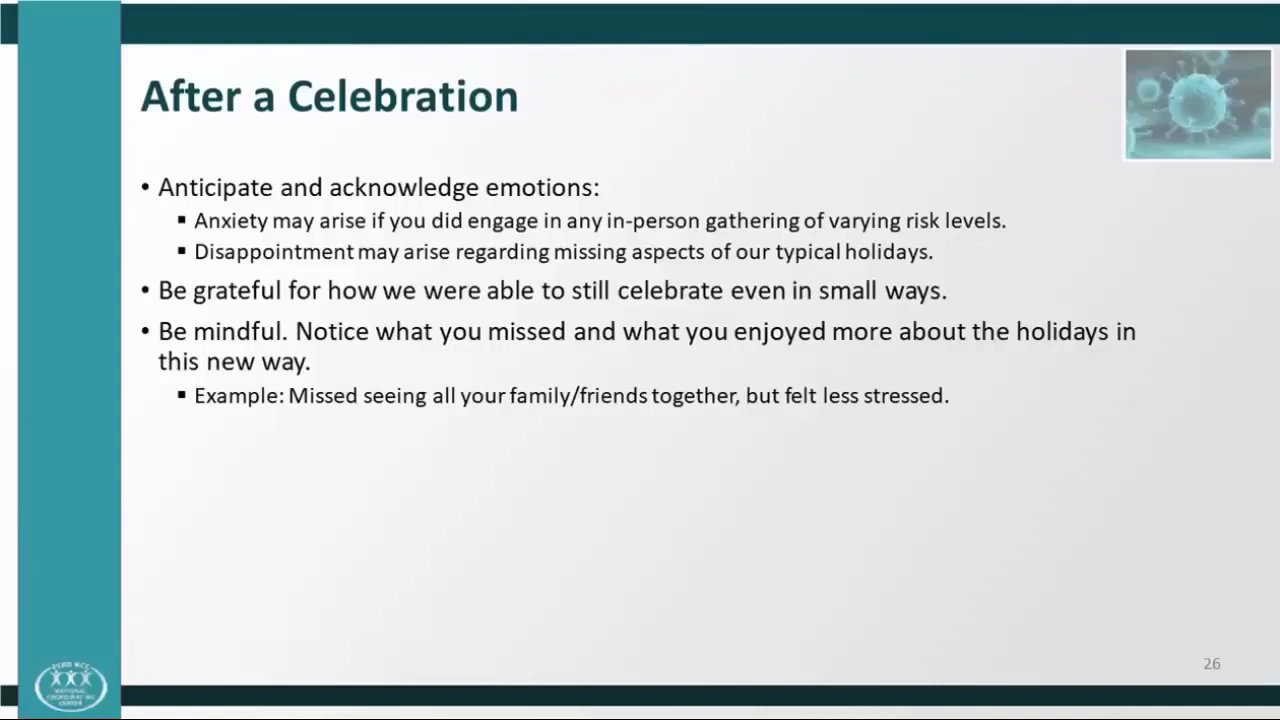 After a Celebration
• Anticipate and acknowledge emotions:
▪ Anxiety may arise if you did engage in any in-person gathering of varying risk levels.
▪ Disappointment may arise regarding missing aspects of our typical holidays.
• Be grateful for how we were able to still celebrate even in small ways.
• Be mindful. Notice what you missed and what you enjoyed more about the holidays in
this new way.
▪ Example: Missed seeing all your family/friends together, but felt less stressed.
26
NATIONAL
CENTER